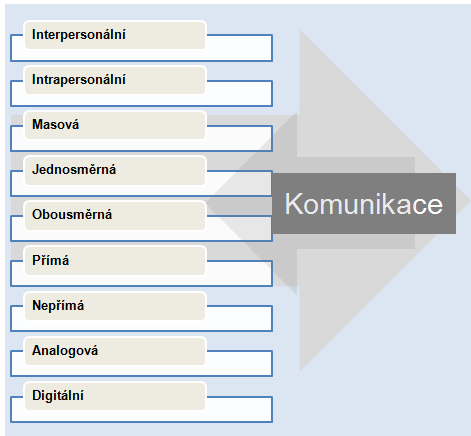 Interpersonální
Intrapersonální
Masová
Jednosměrná
Obousměrná
Přímá
Nepřímá
Analogová
Digitální
Komunikace